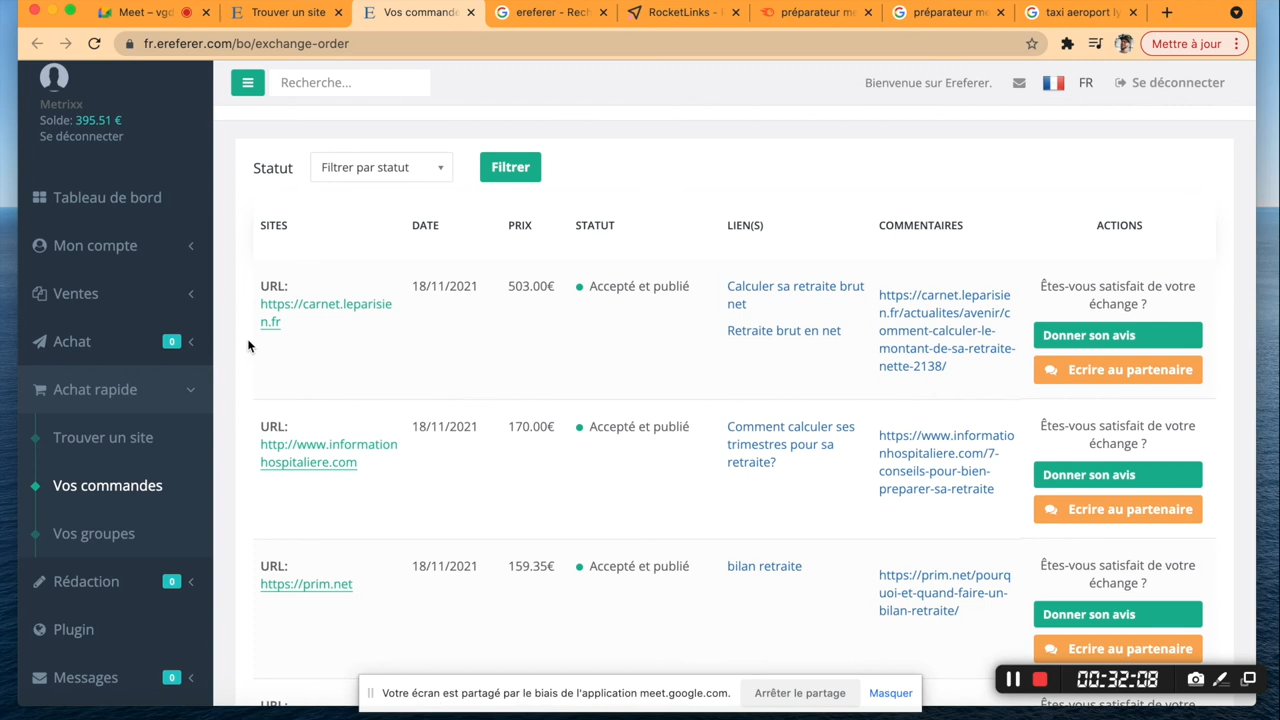 Meet – vgd
Trouver un site
Vos commande
ereferer - Rech
RocketLinks - l
préparateur me
préparateur me
taxi aeroport ly
fr.ereferer.com/bo/exchange-order
Mettre à jour
Metrixx
Solde: 395.51 €
Se déconnecter
Recherche...
Bienvenue sur Ereferer.
FR
Se déconnecter
Tableau de bord
Mon compte
Ventes
Achat
0
Achat rapide
Trouver un site
Vos commandes
Vos groupes
Rédaction
0
Plugin
Messages
0
Statut
Filtrer par statut
Filtrer
SITES DATE PRIX STATUT LIEN(S) COMMENTAIRES ACTIONS
URL:
https://carnet.leparisie
n.fr
18/11/2021
503.00€
Accepté et publié
Calculer sa retraite brut
net
Retraite brut en net
https://carnet.leparisie
n.fr/actualites/avenir/c
omment-calculer-le-
montant-de-sa-retraite-
nette-2138/
Êtes-vous satisfait de votre
échange ?
Donner son avis
Ecrire au partenaire
URL:
http://www.information
hospitaliere.com
18/11/2021
170.00€
Accepté et publié
Comment calculer ses
trimestres pour sa
retraite?
https://www.informatio
nhospitaliere.com/7-
conseils-pour-bien-
preparer-sa-retraite
Êtes-vous satisfait de votre
échange ?
Donner son avis
Ecrire au partenaire
URL:
https://prim.net
18/11/2021
159.35€
Accepté et publié
bilan retraite
https://prim.net/pourq
uoi-et-quand-faire-un-
bilan-retraite/
Êtes-vous satisfait de votre
échange ?
Donner son avis
Ecrire au partenaire
Votre écran est partagé par le biais de l'application meet.google.com.
Arrêter le partage
Masquer
00:32:08